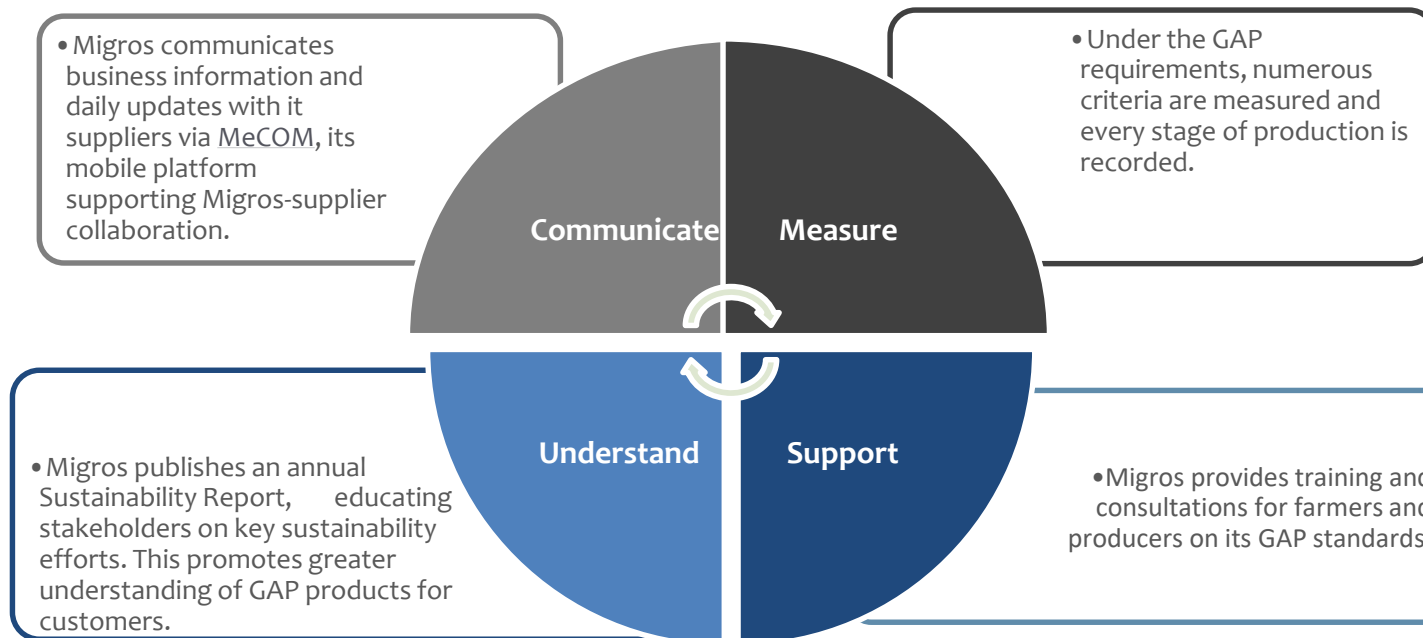 •Migros communicates
business information and
daily updates with it
suppliers via MeCOM, its
mobile platform
supporting Migros-supplier
collaboration.
•Under the GAP
requirements, numerous
criteria are measured and
every stage of production is
recorded.
Communicate
Measure
Understand
Support
•Migros publishes an annual
Sustainability Report, educating
stakeholders on key sustainability
efforts. This promotes greater
understanding of GAP products for
customers.
•Migros provides training and
consultations for farmers and
producers on its GAP standards.